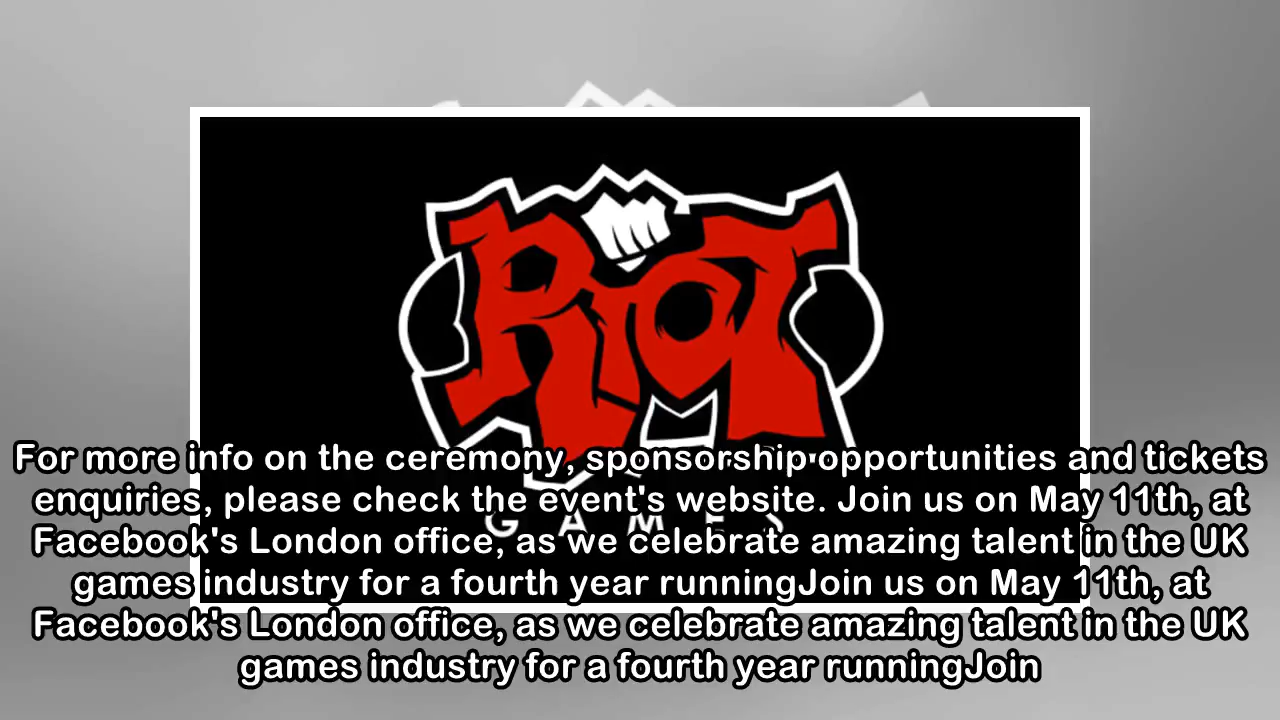 RIOT
GAMES
For more info on the ceremony, sponsorship opportunities and tickets
enquiries, please check the event's website. Join us on May 11th, at
Facebook's London office, as we celebrate amazing talent in the UK
games industry for a fourth year runningJoin us on May 11th, at
Facebook's London office, as we celebrate amazing talent in the UK
games industry for a fourth year runningJoin